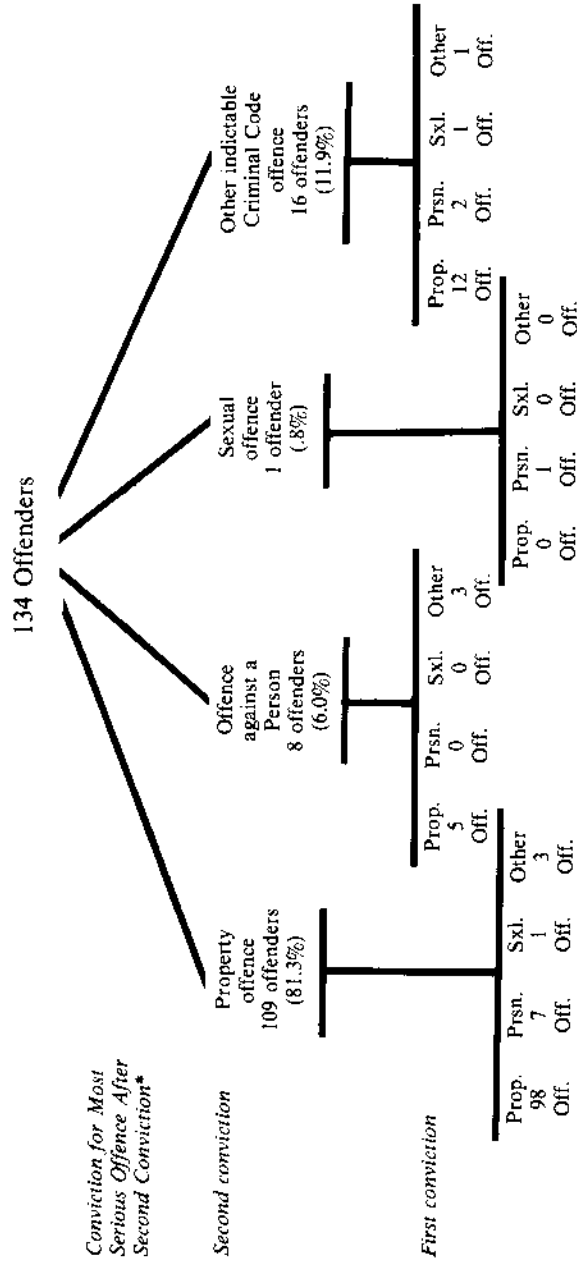 134 Offenders
Conviction for Most
Serious Offence After
Second Conviction*
Second conviction
Property
offence
109 offenders
(81.3%)
Offence
against a
Person
8 offenders
(6.0%)
Sexual
offence
1 offender
(.8%)
Other indictable
Criminal Code
offence
16 offenders
(11.9%)
First conviction
Prop.
98
Off.
Prsn.
7
Off.
Sxl.
1
Off.
Other
3
Off.
Prop.
5
Off.
Prsn.
0
Off.
Sxl.
0
Off.
Other
3
Off.
Prop.
0
Off.
Prsn.
1
Off.
Sxl.
0
Off.
Other
0
Off.
Prop.
12
Off.
Prsn.
2
Off.
Sxl.
1
Off.
Other
1
Off.